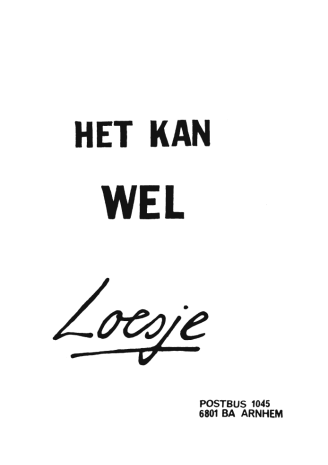 HET KAN
WEL
Loesje
POSTBUS 1045
6801 BA ARNHEM